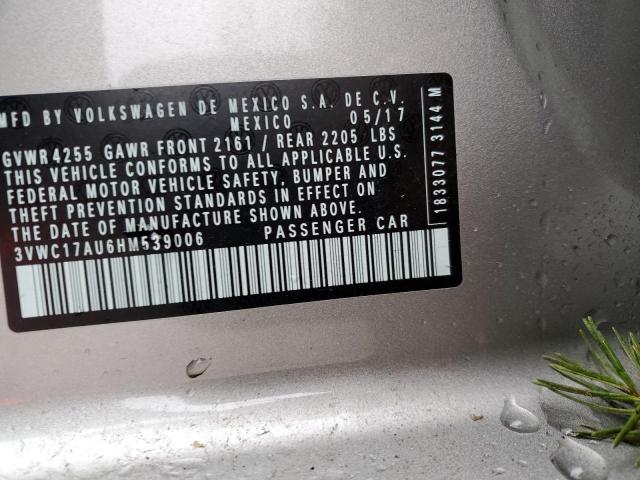 MFD BY VOLKSWAGEN DE MEXICO S.A. DE C.V.
MEXICO 05/17
GVWR 4255 GAWR FRONT 2161 / REAR 2205 LBS
THIS VEHICLE CONFORMS TO ALL APPLICABLE U.S.
FEDERAL MOTOR VEHICLE SAFETY, BUMPER AND
THEFT PREVENTION STANDARDS IN EFFECT ON
THE DATE OF MANUFACTURE SHOWN ABOVE.
3VWC17AU6HM539006 PASSENGER CAR
1833077 3144 M